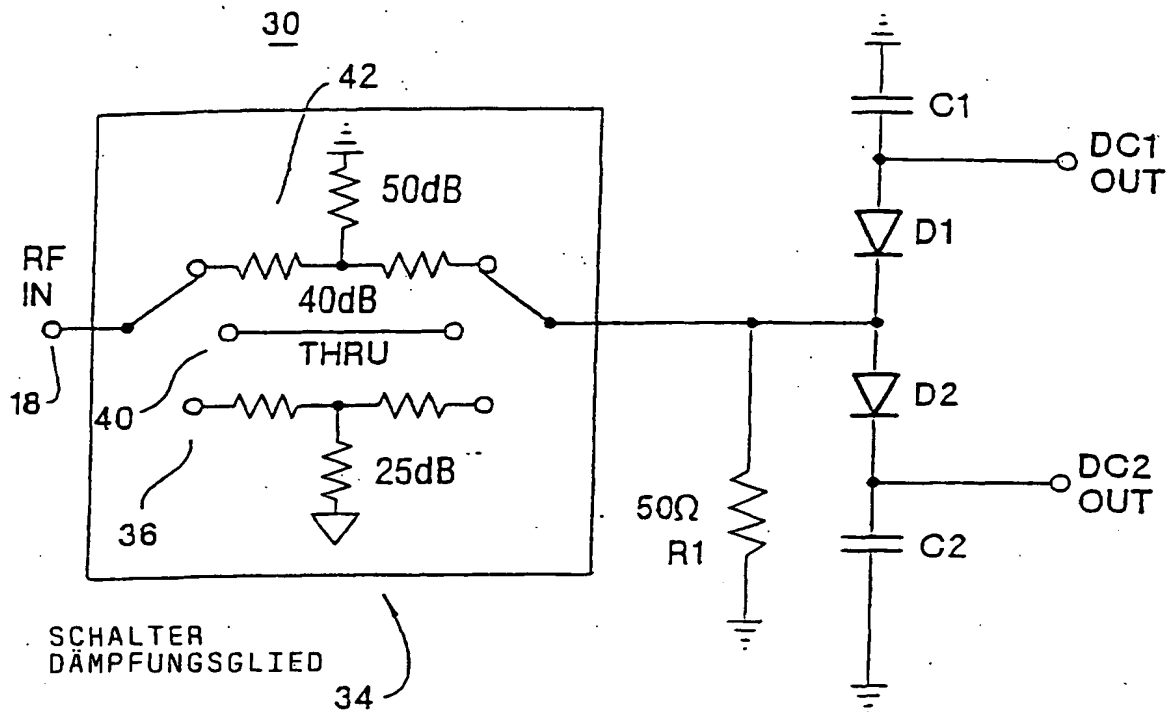 30
42
C1
DC1
OUT
50dB
D1
RF
IN
40dB
THRU
18
40
D2
25dB
DC2
OUT
36
50Ω
R1
C2
SCHALTER
DÄMPFUNGSGLIED
34